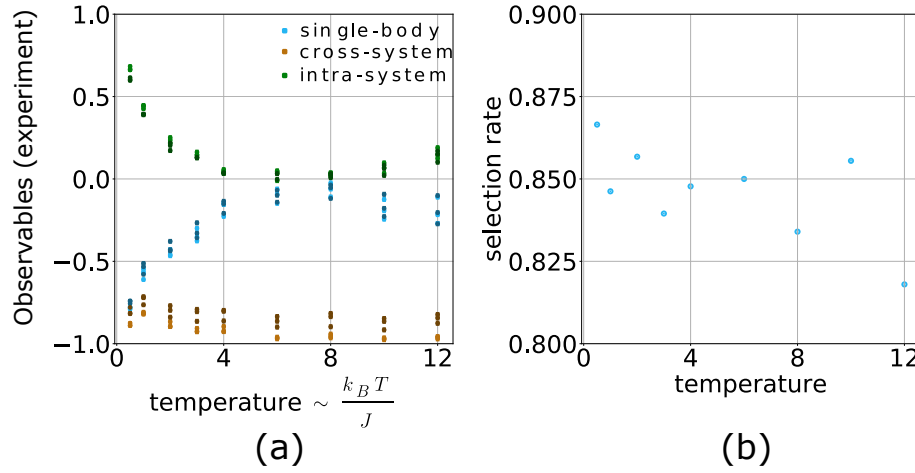 Observables (experiment)
1.0
0.5
0.0
−0.5
−1.0
single-body
cross-system
intra-system
0 4 8 12
temperature ~ k_B T / J
(a)
selection rate
0.900
0.875
0.850
0.825
0.800
0 4 8 12
temperature
(b)